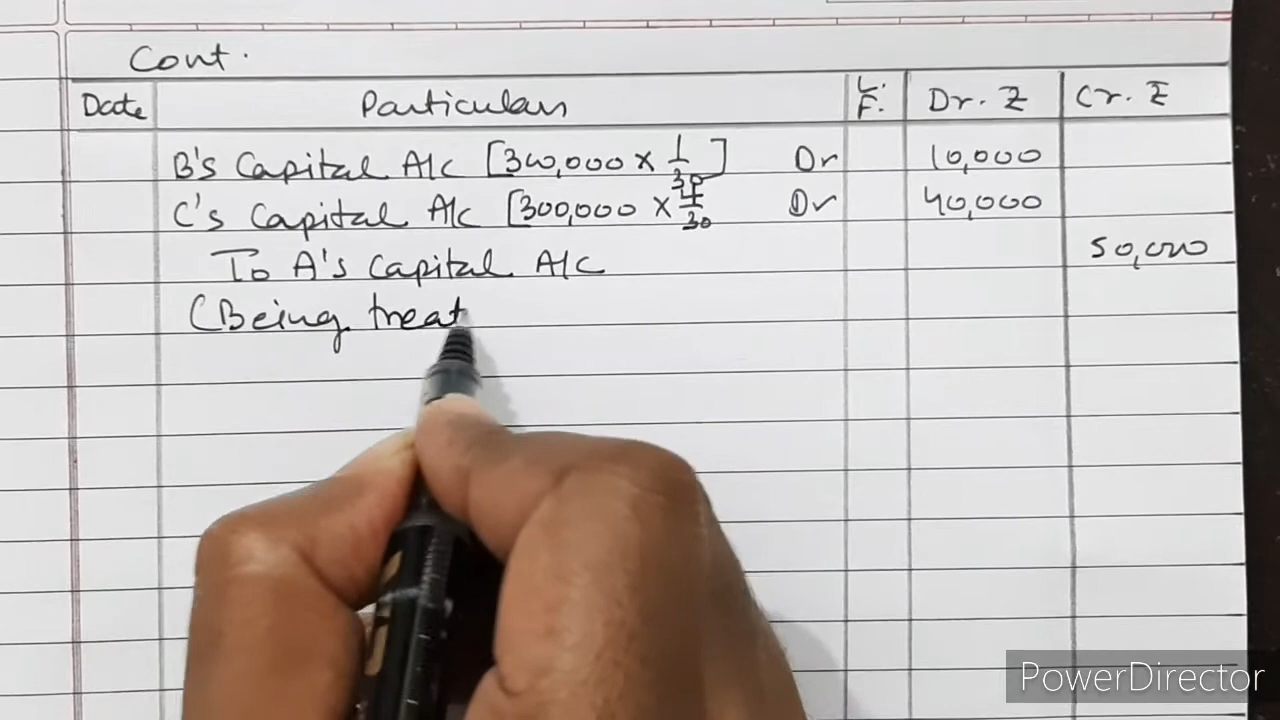 Cont.
Date Particulars L.F. Dr. ₹ Cr. ₹
B's Capital A/c [300,000 × 1/30] Dr 10,000
C's Capital A/c [300,000 × 4/30 Dr 40,000
To A's Capital A/c 50,000
(Being treat
PowerDirector